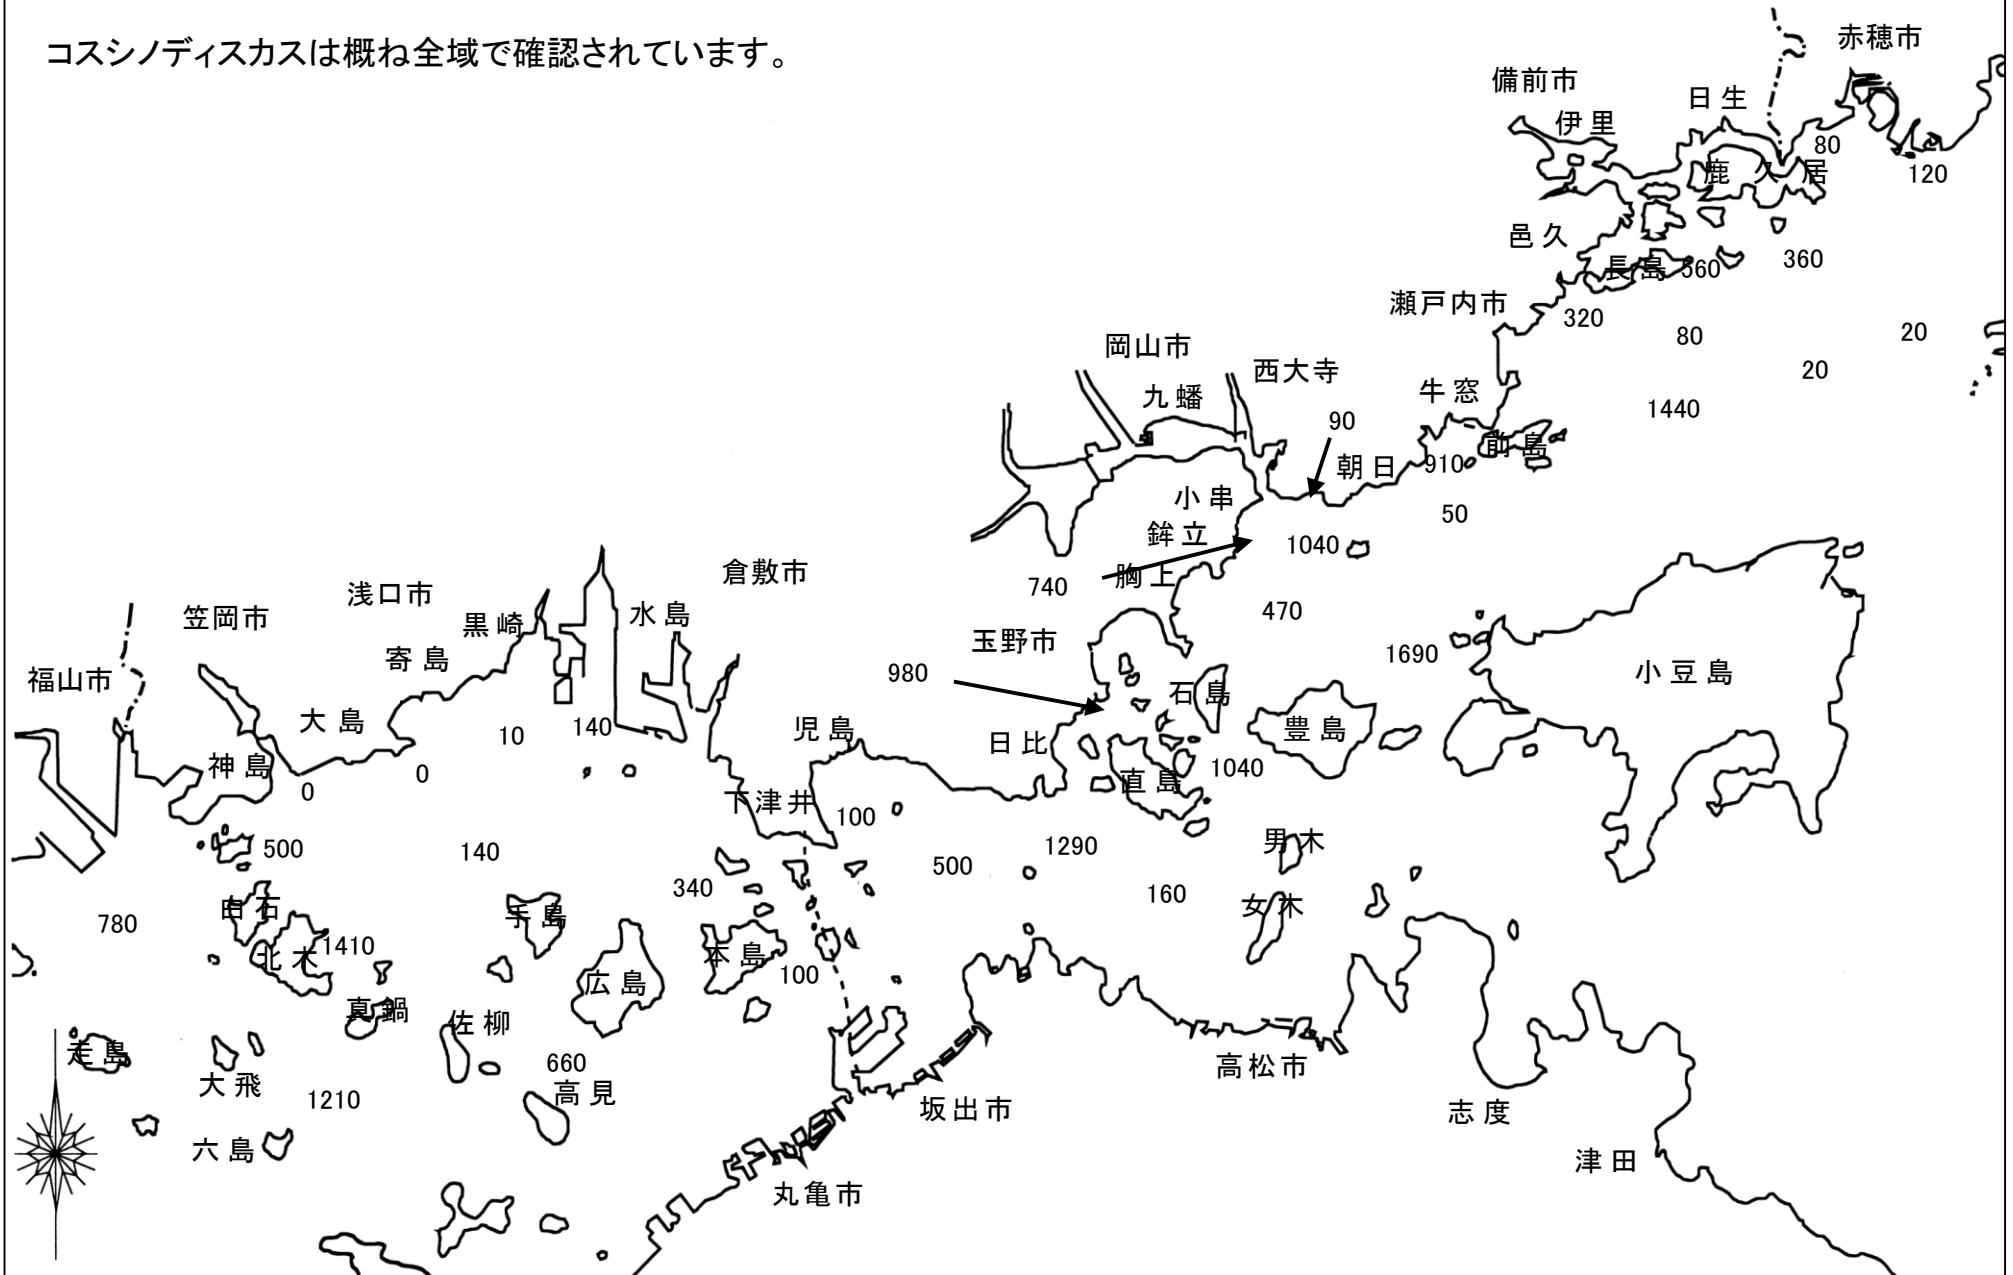 コスシノディスカスは概ね全域で確認されています。
赤穂市
備前市
日生
伊里
80
鹿久居
120
邑久
長島
560
360
瀬戸内市
320
80
20
岡山市
西大寺
20
九蟠
牛窓
1440
90
前島
朝日
910
小串
50
鉾立
1040
胸上
740
倉敷市
浅口市
470
笠岡市
水島
黒崎
玉野市
1690
寄島
980
小豆島
福山市
石島
大島
10
140
児島
日比
豊島
神島
0
0
1040
直島
下津井
100
500
140
1290
男木
500
340
160
白石
手島
女木
780
1410
北木
本島
100
広島
真鍋
佐柳
走島
660
高松市
大飛
高見
1210
坂出市
志度
六島
津田
丸亀市